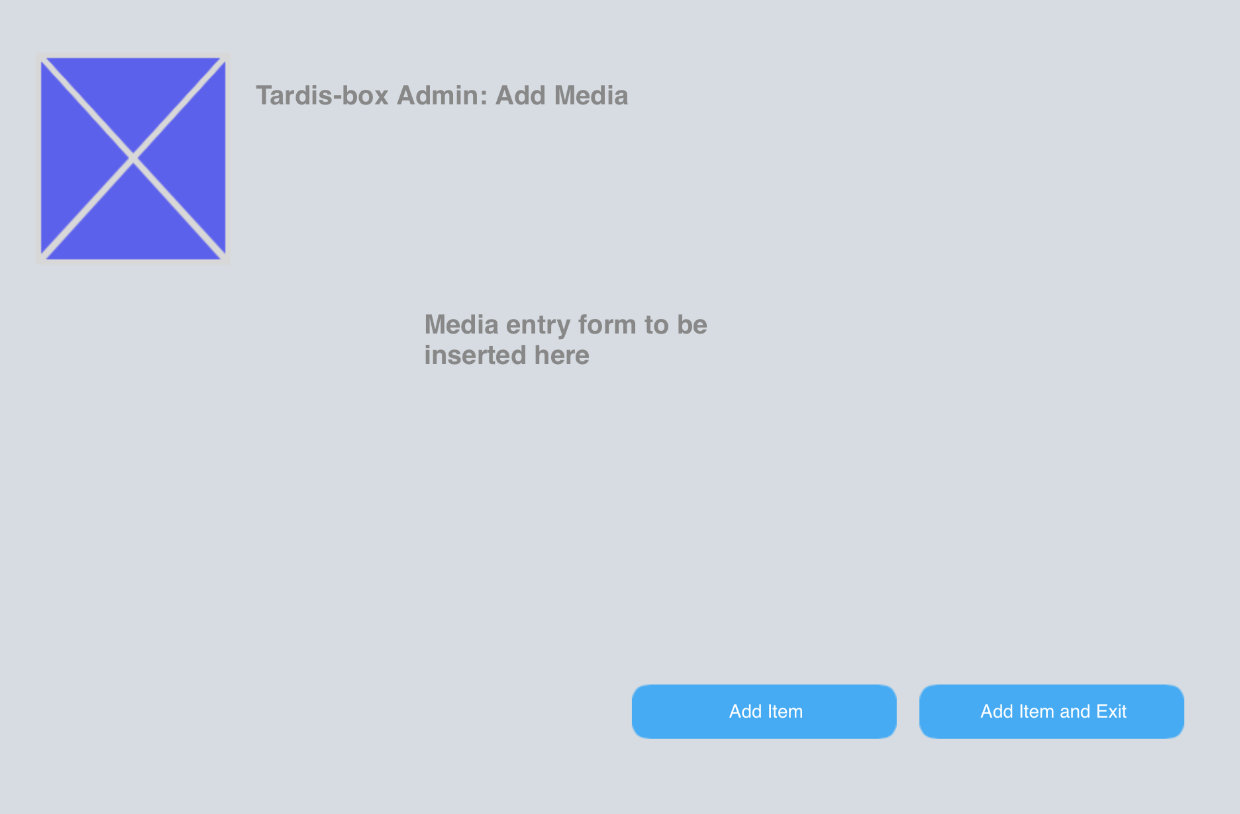 Tardis-box Admin: Add Media
Media entry form to be
inserted here
Add Item
Add Item and Exit